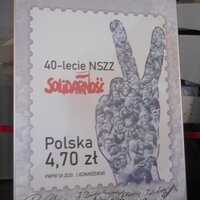 40-lecie NSZZ
SOLIDARNOŚĆ
Polska
4,70 zł
PWPW SA 2020 J. KONARZEWSKI